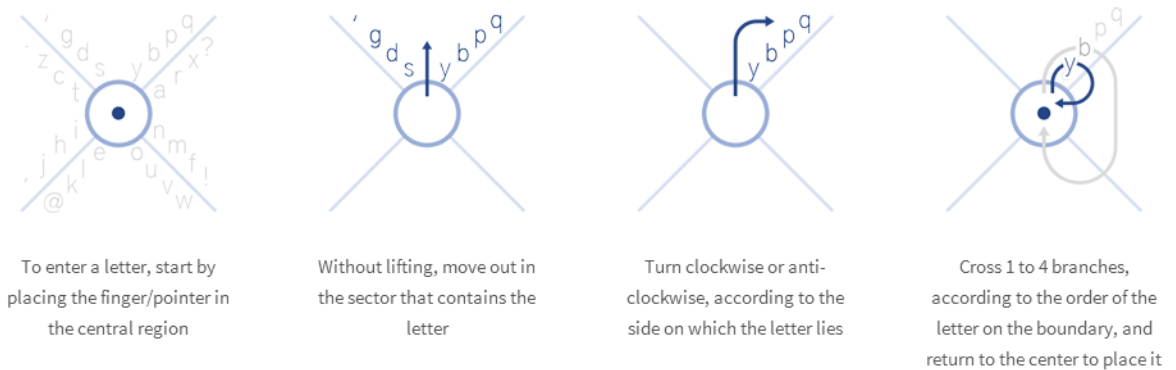 ' g d s y b p q
z c t a r x ?
j h i e n m f !
, @ k l o u v w
' g d s y b p q
y b p q
y b p q
To enter a letter, start by
placing the finger/pointer in
the central region
Without lifting, move out in
the sector that contains the
letter
Turn clockwise or anti-
clockwise, according to the
side on which the letter lies
Cross 1 to 4 branches,
according to the order of the
letter on the boundary, and
return to the center to place it